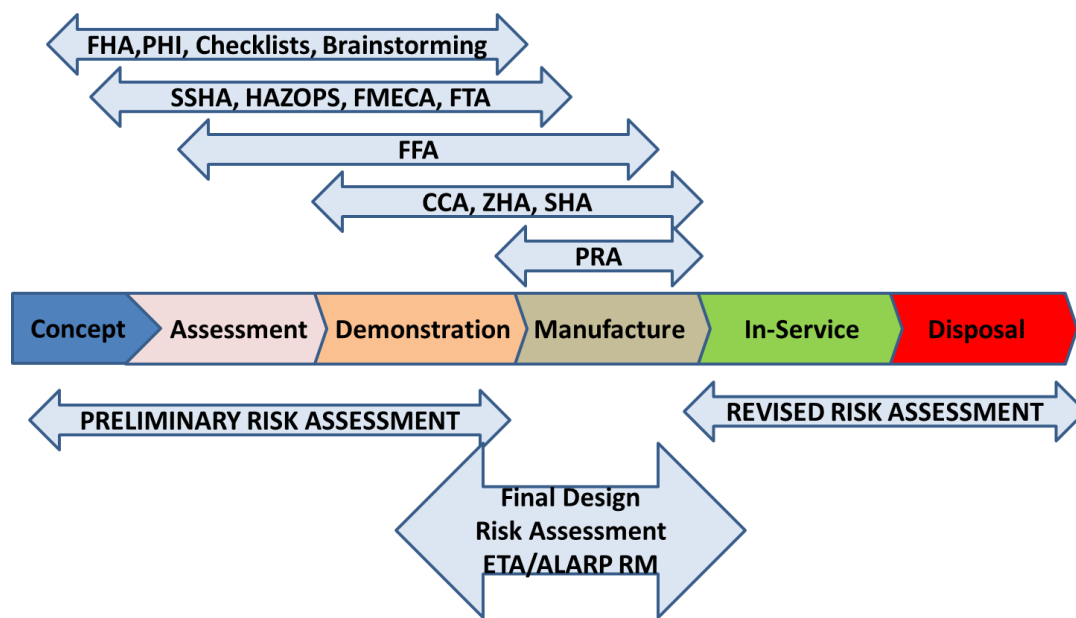 FHA,PHI, Checklists, Brainstorming
SSHA, HAZOPS, FMECA, FTA
FFA
CCA, ZHA, SHA
PRA
Concept
Assessment
Demonstration
Manufacture
In-Service
Disposal
PRELIMINARY RISK ASSESSMENT
REVISED RISK ASSESSMENT
Final Design
Risk Assessment
ETA/ALARP RM